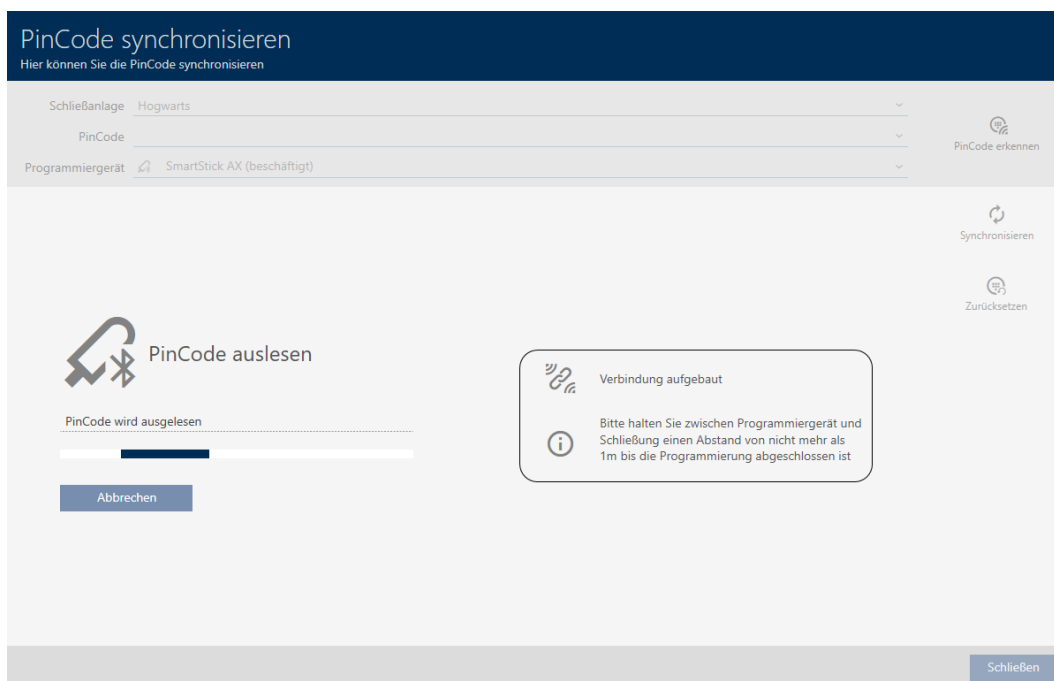 PinCode synchronisieren
Hier können Sie die PinCode synchronisieren
Schließanlage Hogwarts
PinCode
Programmiergerät SmartStick AX (beschäftigt)
PinCode erkennen
Synchronisieren
Zurücksetzen
PinCode auslesen
PinCode wird ausgelesen
Abbrechen
Verbindung aufgebaut
Bitte halten Sie zwischen Programmiergerät und
Schließung einen Abstand von nicht mehr als
1m bis die Programmierung abgeschlossen ist
Schließen